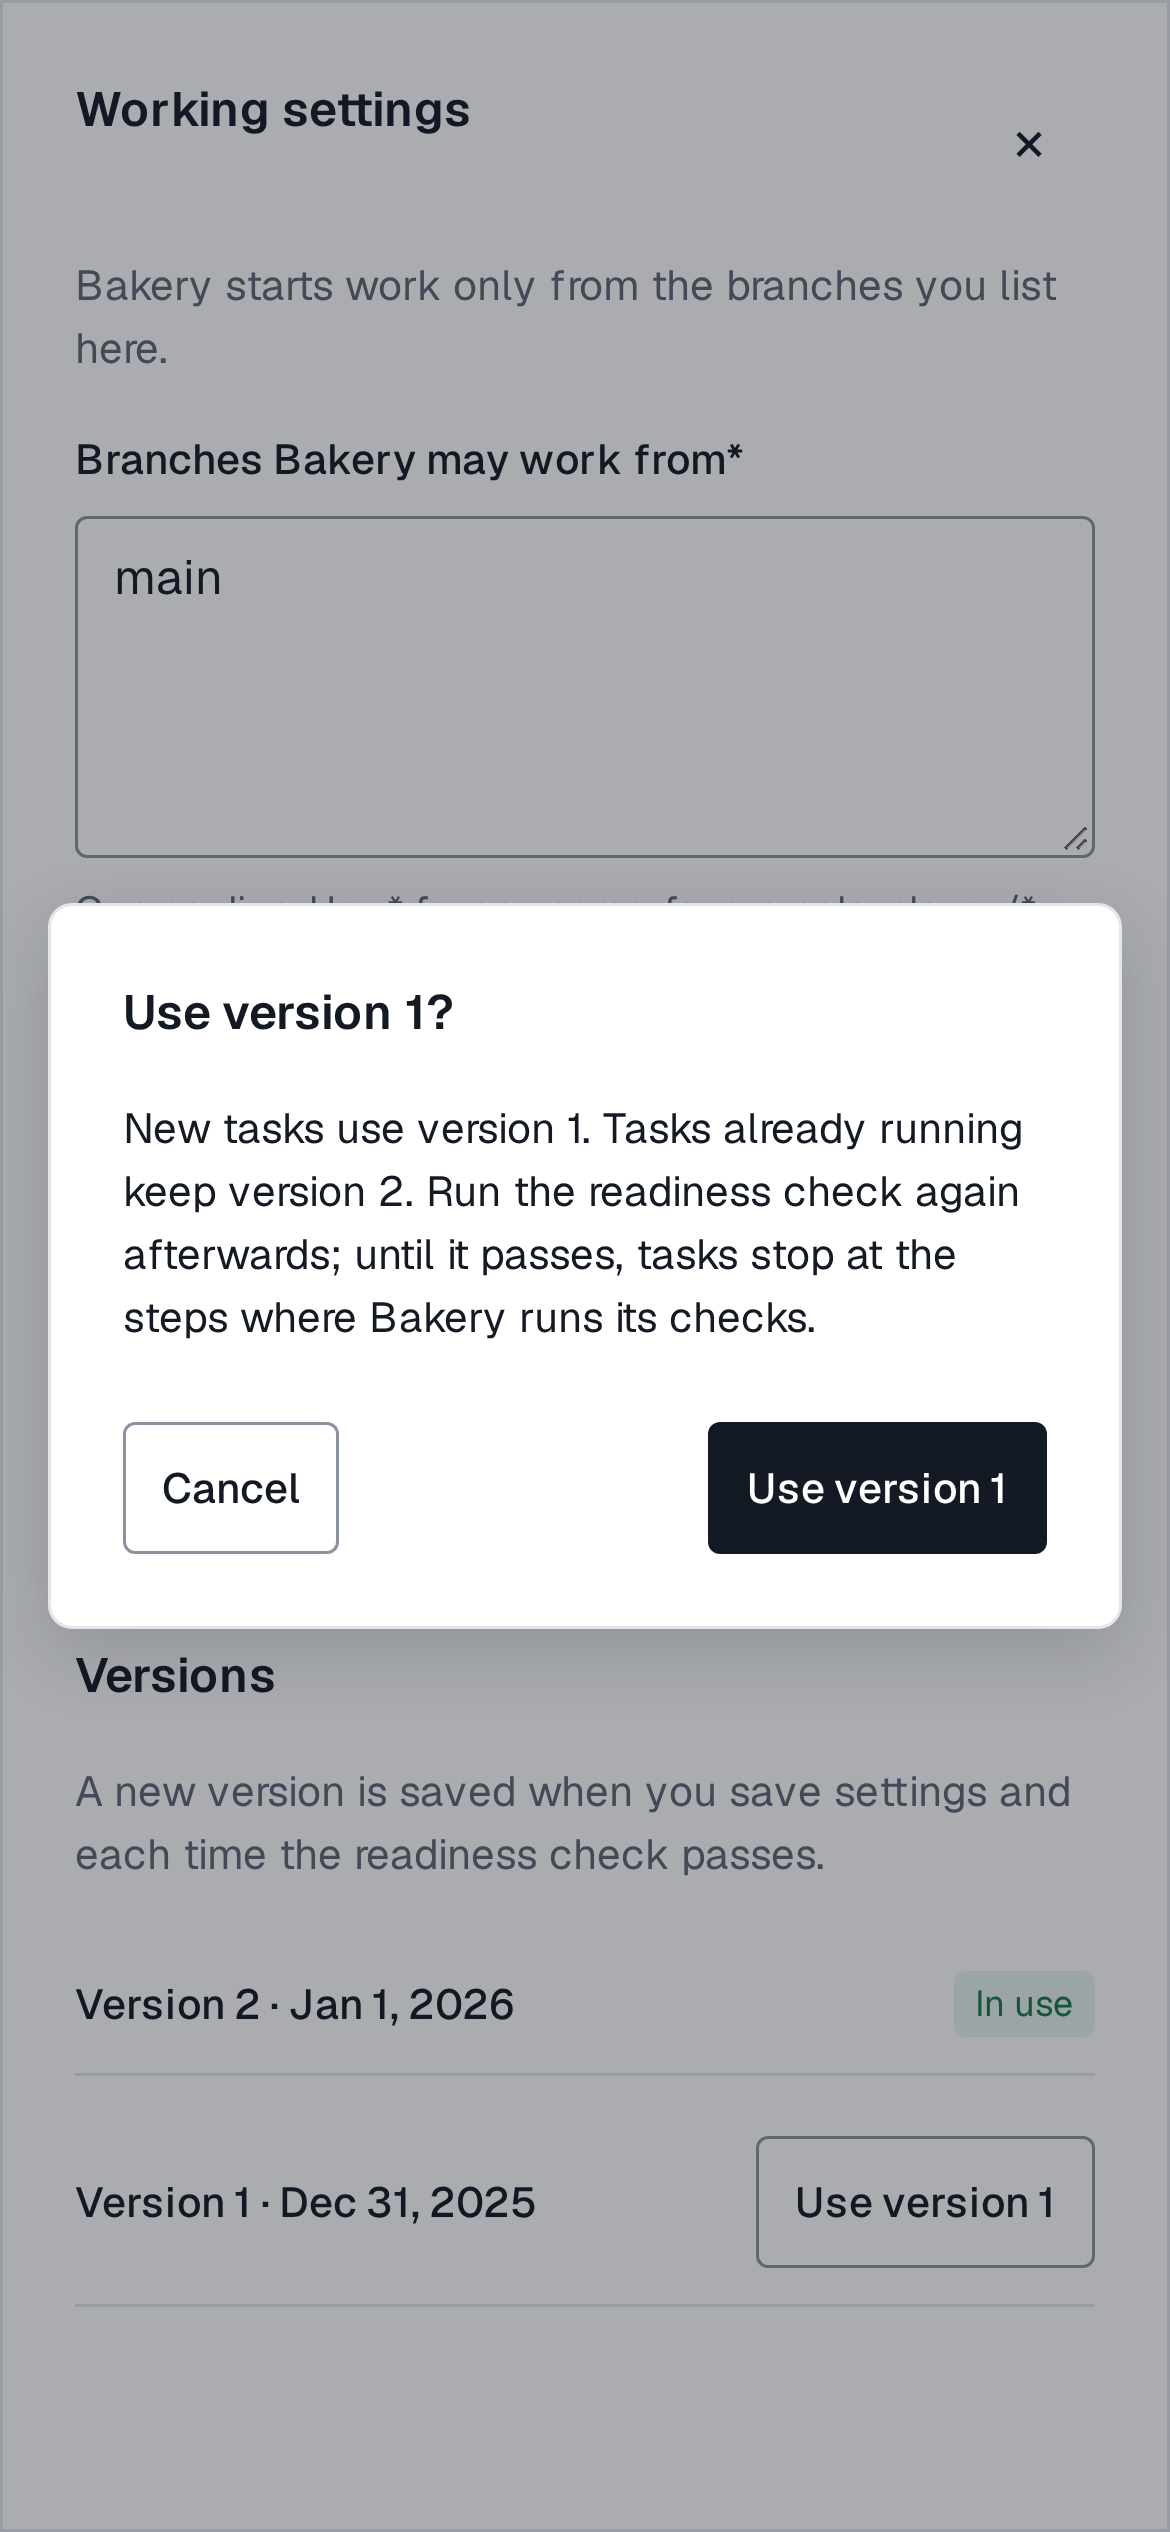 Working settings
Bakery starts work only from the branches you list
here.
Branches Bakery may work from*
main
Use version 1?
New tasks use version 1. Tasks already running
keep version 2. Run the readiness check again
afterwards; until it passes, tasks stop at the
steps where Bakery runs its checks.
Cancel
Use version 1
Versions
A new version is saved when you save settings and
each time the readiness check passes.
Version 2 · Jan 1, 2026
In use
Version 1 · Dec 31, 2025
Use version 1